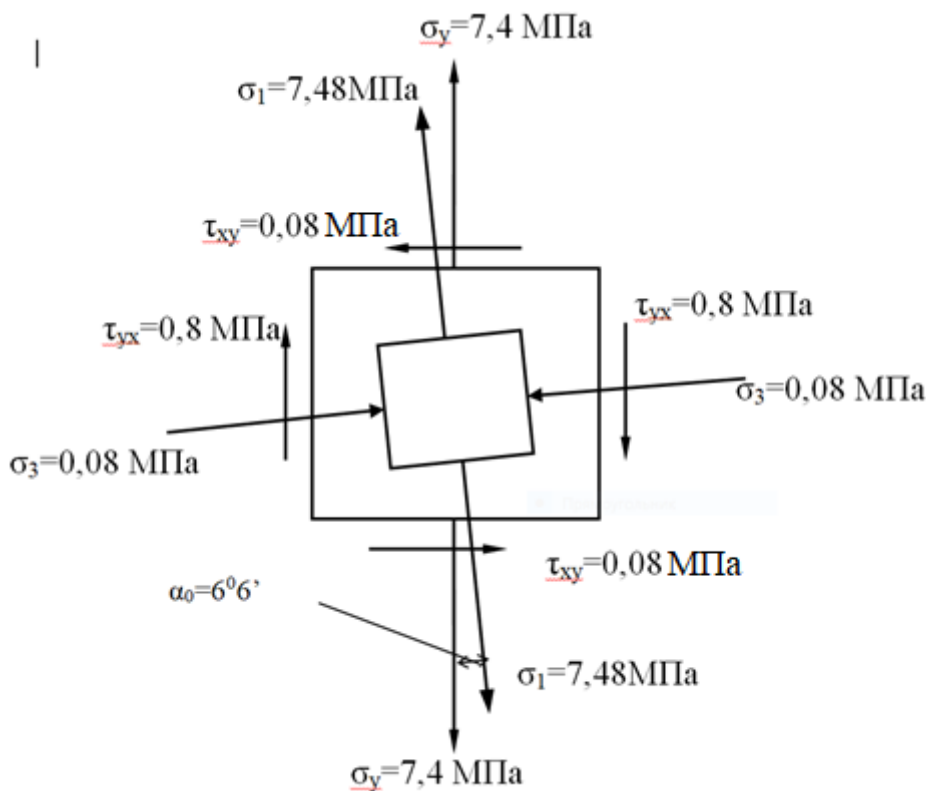 σy=7,4 МПа
σ1=7,48МПа
τxy=0,08 МПа
τyx=0,8 МПа
τyx=0,8 МПа
σ3=0,08 МПа
σ3=0,08 МПа
τxy=0,08 МПа
α0=6⁰6’
σ1=7,48МПа
σy=7,4 МПа